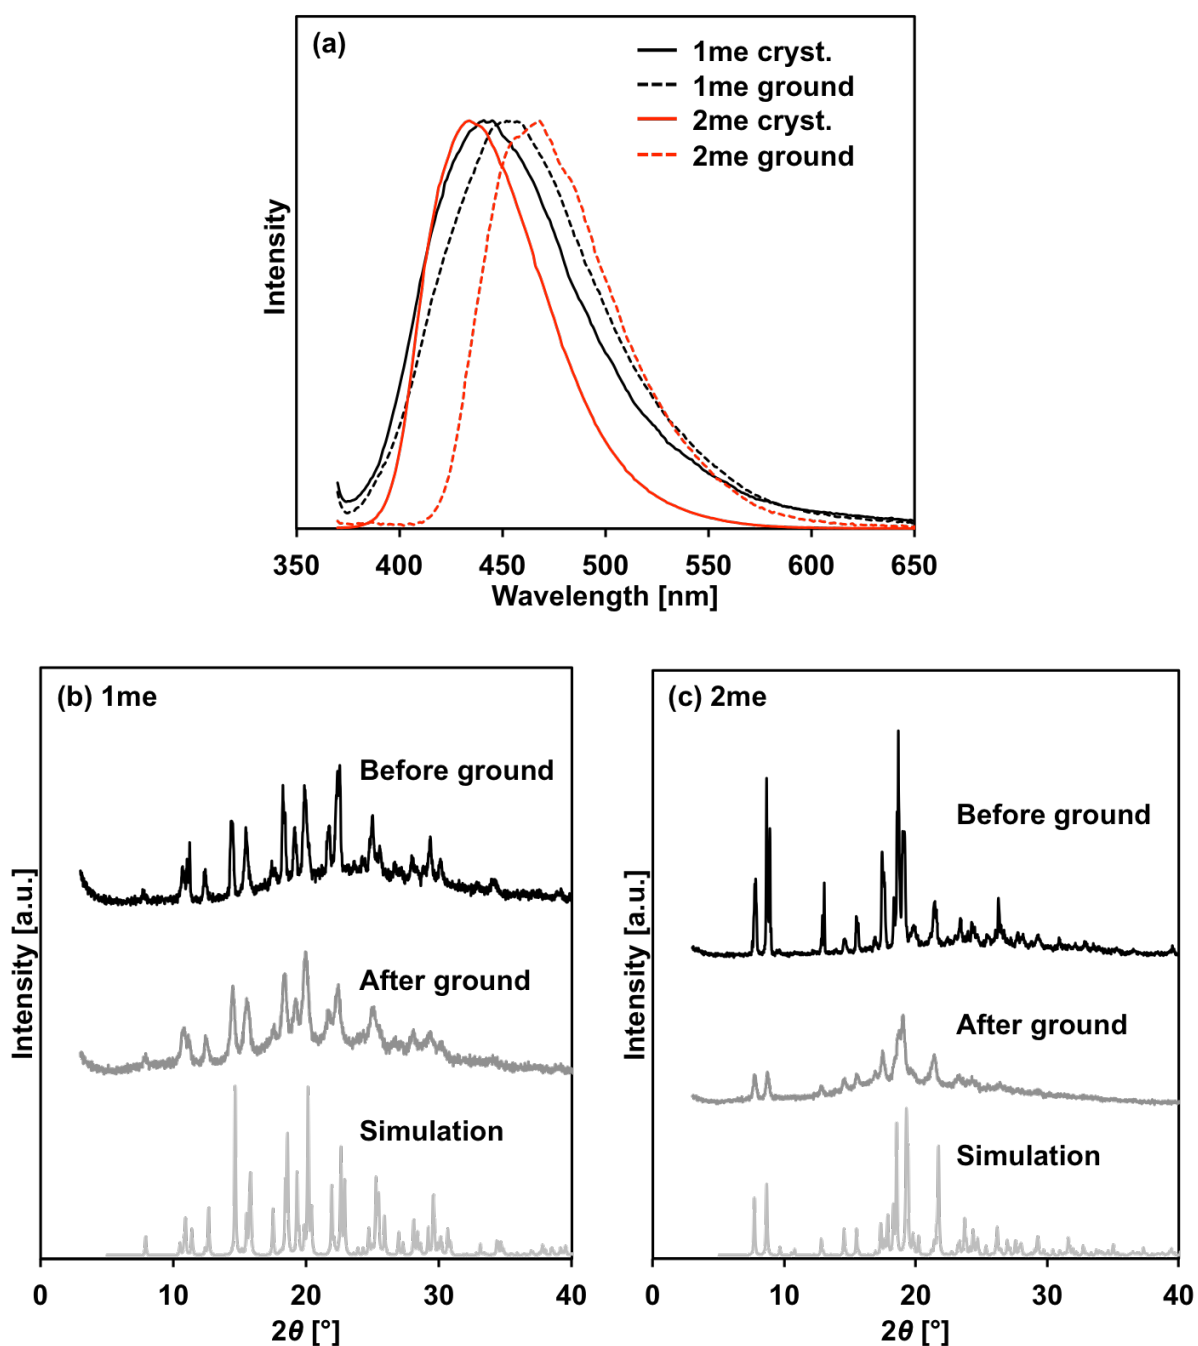 (a)
1me cryst.
1me ground
2me cryst.
2me ground
Intensity
350 400 450 500 550 600 650
Wavelength [nm]
(b) 1me
Before ground
After ground
Simulation
Intensity [a.u.]
0 10 20 30 40
2θ [°]
(c) 2me
Before ground
After ground
Simulation
Intensity [a.u.]
0 10 20 30 40
2θ [°]